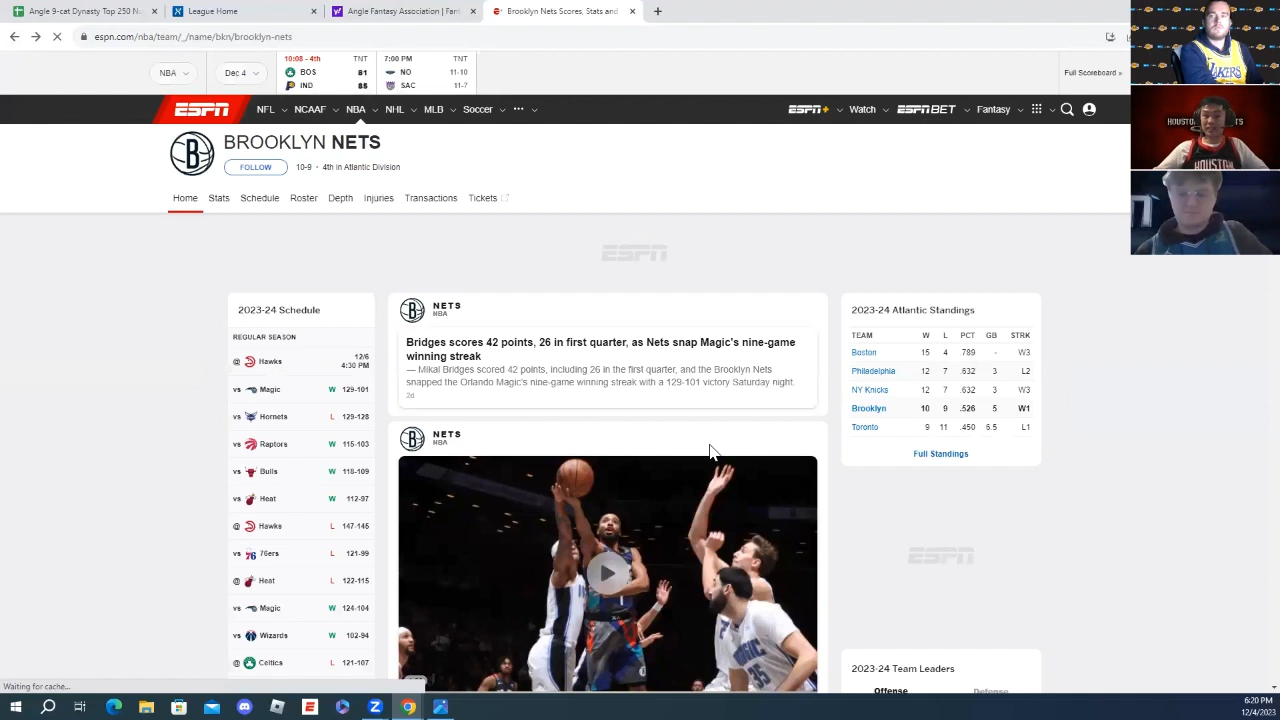 Angle 9-cat Dynasty Top 250 N
League Home
Angle Fantasy Association | Fant
Brooklyn Nets Scores, Stats and
espn.com/nba/team/_/name/bkn/brooklyn-nets
NBA
Dec 4
10:08 - 4th TNT
BOS 81
IND 85
7:00 PM TNT
NO 11-10
SAC 11-7
Full Scoreboard »
ESPN
NFL
NCAAF
NBA
NHL
MLB
Soccer
ESPN+
Watch
ESPN BET
Fantasy
BROOKLYN NETS
FOLLOW
10-9 • 4th in Atlantic Division
Home
Stats
Schedule
Roster
Depth
Injuries
Transactions
Tickets
ESPN
2023-24 Schedule
REGULAR SEASON
@ Hawks 12/6 4:30 PM
vs Magic W 129-101
vs Hornets L 129-128
vs Raptors W 115-103
vs Bulls W 118-109
vs Heat W 112-97
@ Hawks L 147-145
vs 76ers L 121-99
@ Heat L 122-115
vs Magic W 124-104
vs Wizards W 102-94
@ Celtics L 121-107
NETS
NBA
Bridges scores 42 points, 26 in first quarter, as Nets snap Magic's nine-game
winning streak
— Mikal Bridges scored 42 points, including 26 in the first quarter, and the Brooklyn Nets
snapped the Orlando Magic's nine-game winning streak with a 129-101 victory Saturday night.
2d
NETS
NBA
2023-24 Atlantic Standings
TEAM W L PCT GB STRK
Boston 15 4 .789 - W3
Philadelphia 12 7 .632 3 L2
NY Knicks 12 7 .632 3 W3
Brooklyn 10 9 .526 5 W1
Toronto 9 11 .450 6.5 L1
Full Standings
ESPN
2023-24 Team Leaders
Offense
Defense
LAKERS
HOUSTON
Waiting for cache...
6:20 PM
12/4/2023